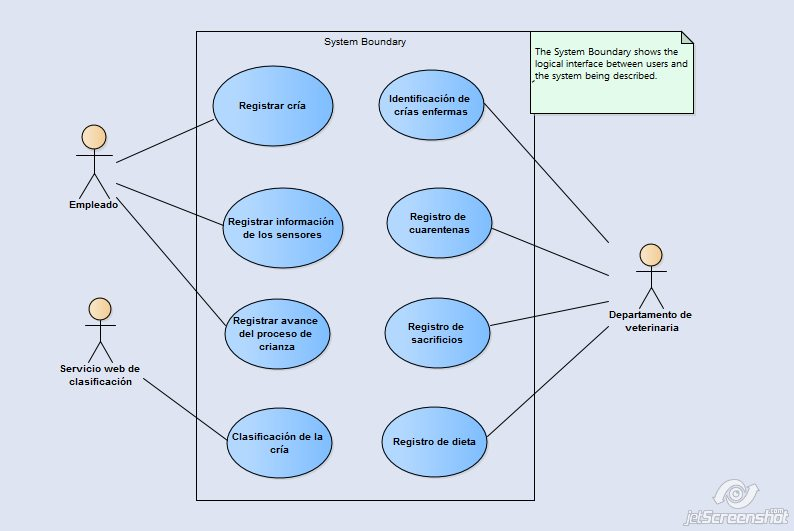 System Boundary
The System Boundary shows the
logical interface between users and
the system being described.
Registrar cría
Identificación de
crías enfermas
Empleado
Registrar información
de los sensores
Registro de
cuarentenas
Departamento de
veterinaria
Registrar avance
del proceso de
crianza
Registro de
sacrificios
Servicio web de
clasificación
Clasificación de la
cría
Registro de dieta
jetScreenshot.com